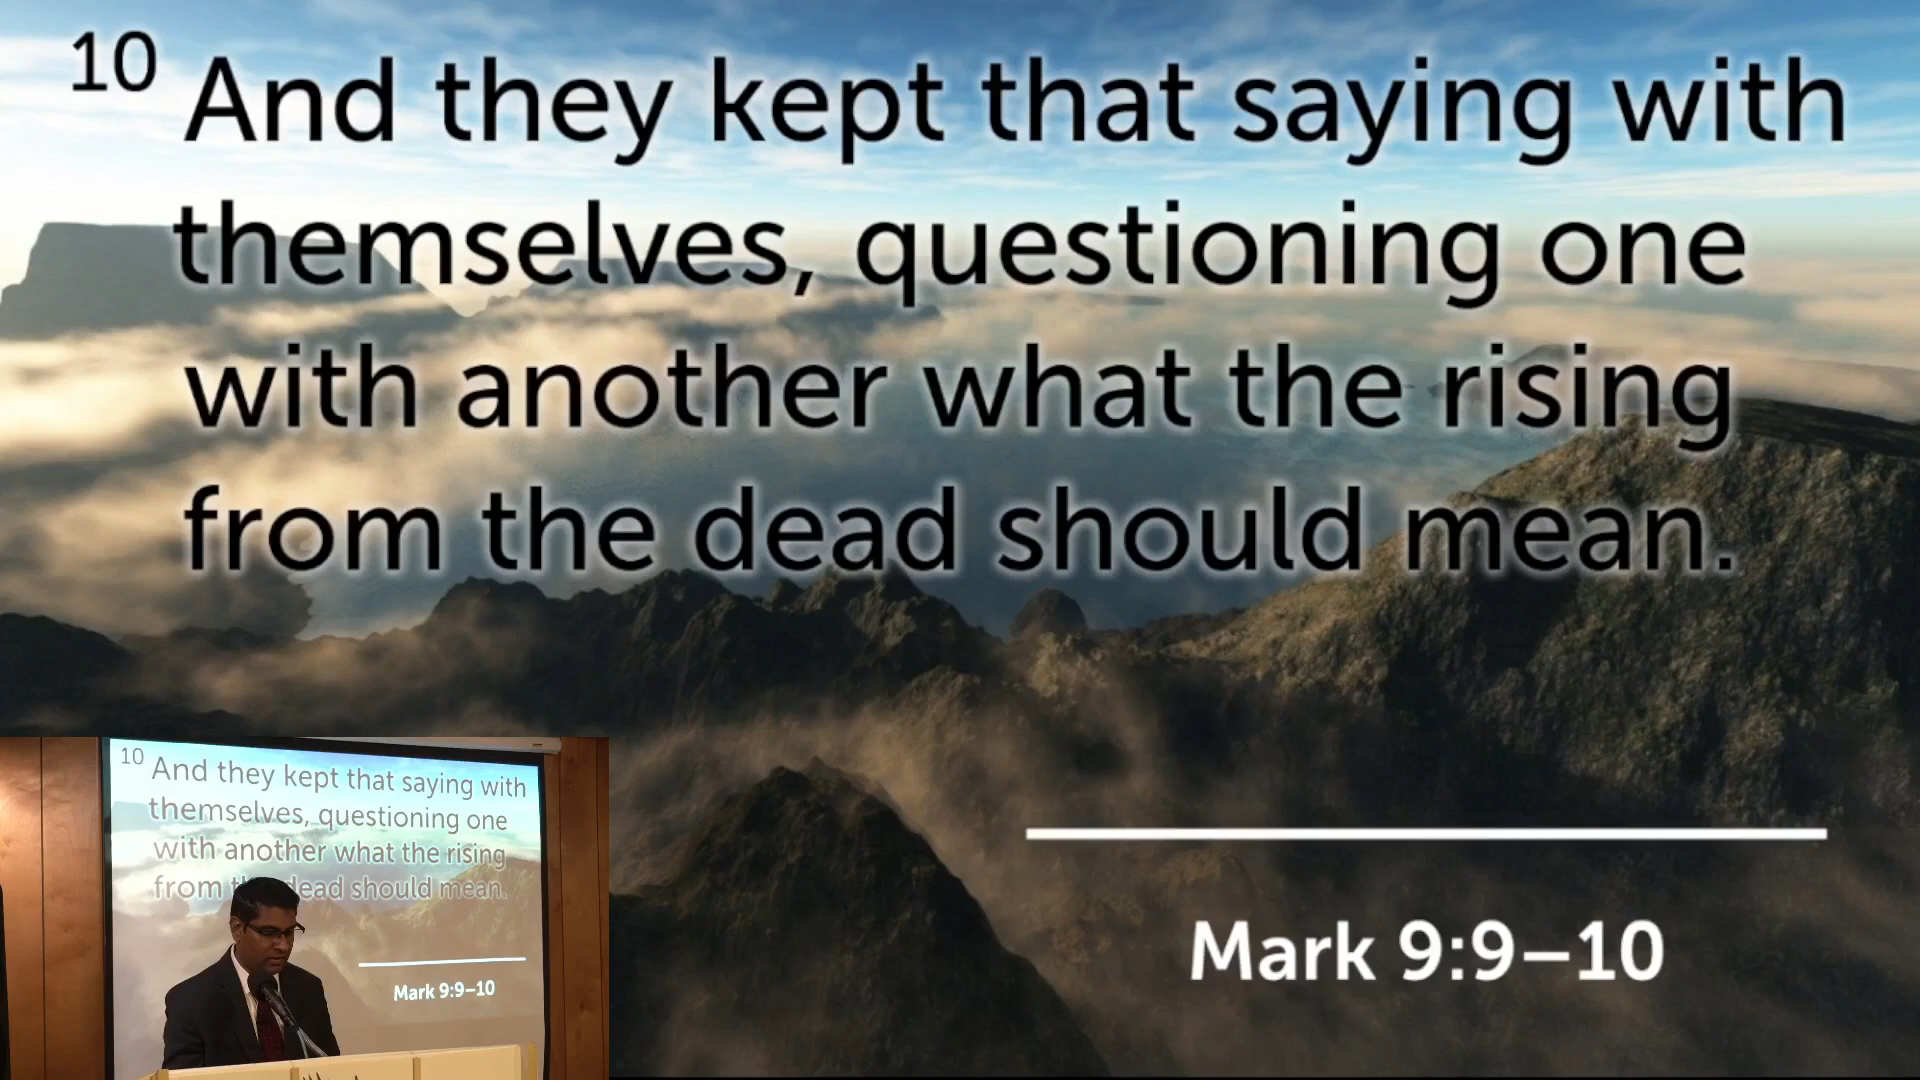 10 And they kept that saying with
themselves, questioning one
with another what the rising
from the dead should mean.
Mark 9:9–10
10 And they kept that saying with
themselves, questioning one
with another what the rising
from dead should mean.
Mark 9:9–10